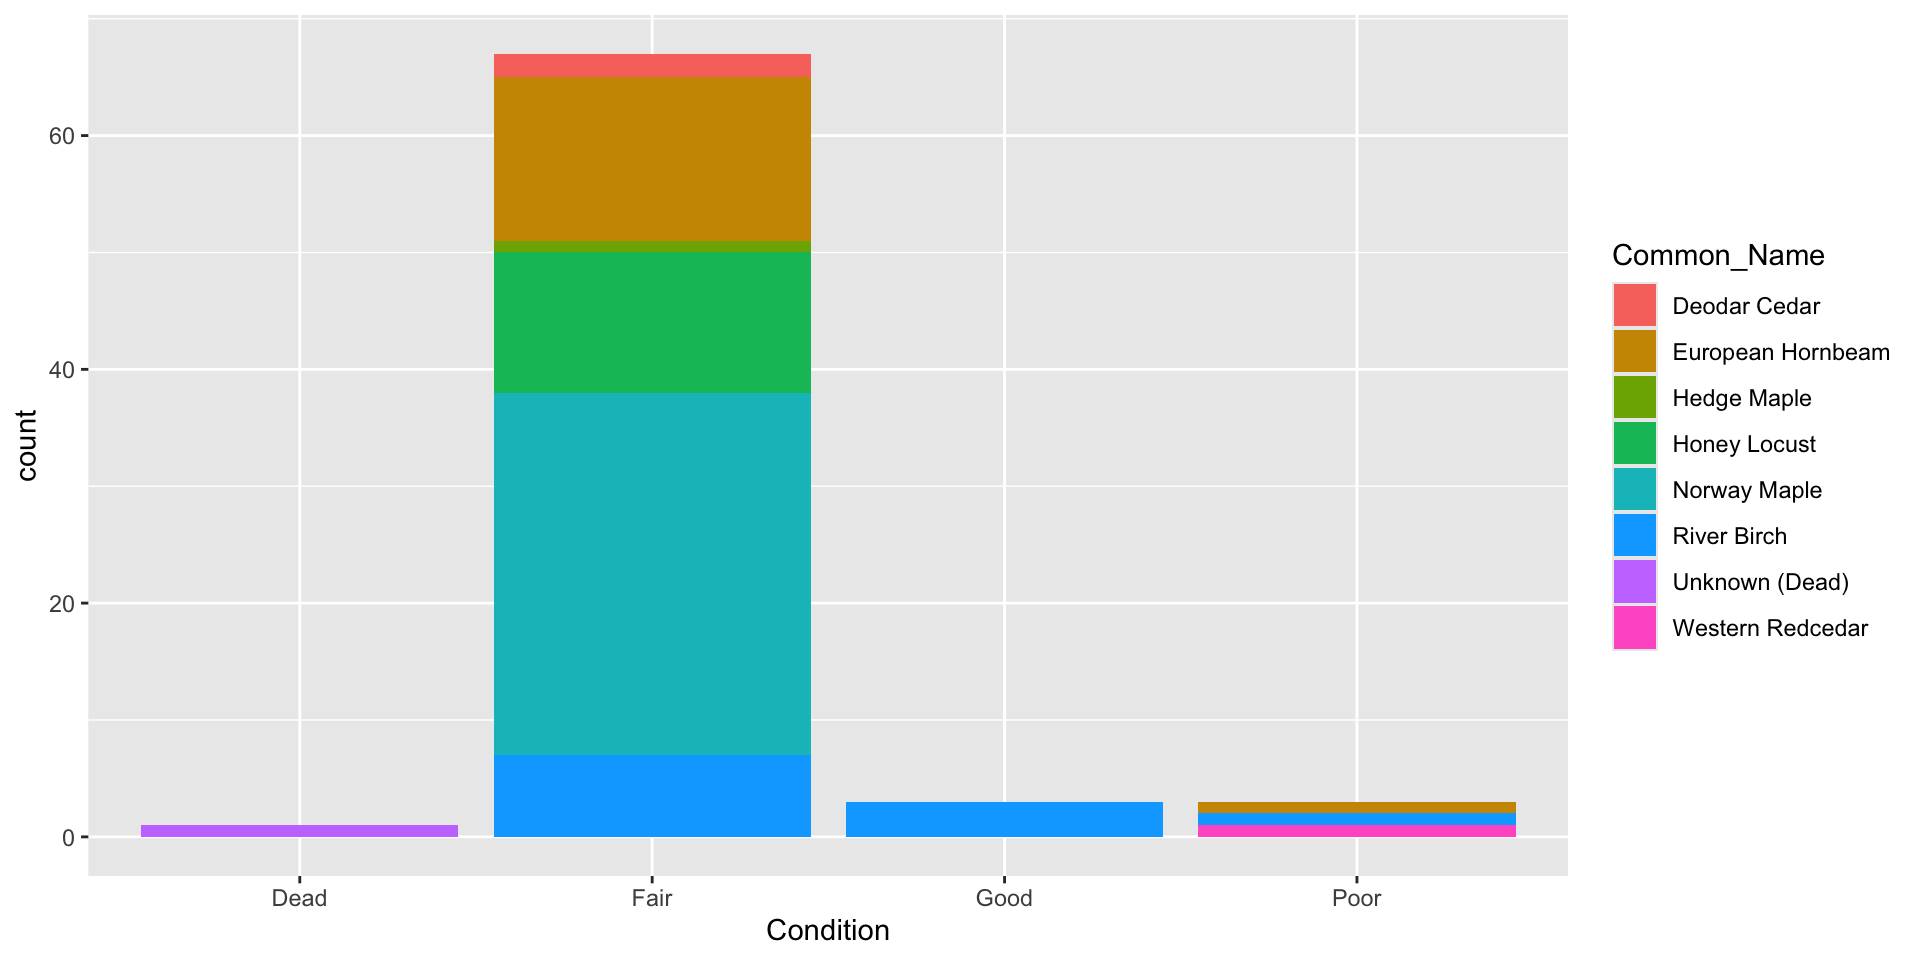 count
60
40
20
0
Dead
Fair
Good
Poor
Condition
Common_Name
Deodar Cedar
European Hornbeam
Hedge Maple
Honey Locust
Norway Maple
River Birch
Unknown (Dead)
Western Redcedar